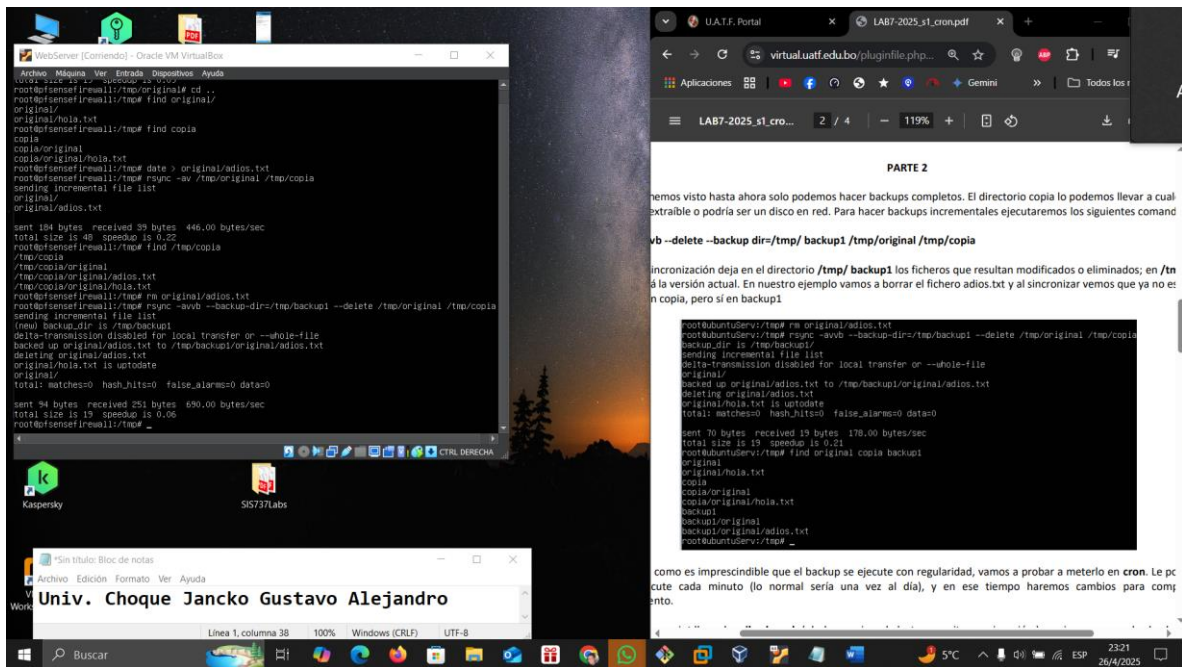 WebServer [Corriendo] - Oracle VM VirtualBox
Archivo Máquina Ver Entrada Dispositivos Ayuda
total size is 19 speedup is 0.05
root@pfsensefirewall:/tmp/original# cd ..
root@pfsensefirewall:/tmp# find original/
original/
original/hola.txt
root@pfsensefirewall:/tmp# find copia
copia
copia/original
copia/original/hola.txt
root@pfsensefirewall:/tmp# date > original/adios.txt
root@pfsensefirewall:/tmp# rsync -av /tmp/original /tmp/copia
sending incremental file list
original/
original/adios.txt
sent 184 bytes received 39 bytes 446.00 bytes/sec
total size is 48 speedup is 0.22
root@pfsensefirewall:/tmp# find /tmp/copia
/tmp/copia
/tmp/copia/original
/tmp/copia/original/adios.txt
/tmp/copia/original/hola.txt
root@pfsensefirewall:/tmp# rm original/adios.txt
root@pfsensefirewall:/tmp# rsync -avvb --backup-dir=/tmp/backup1 --delete /tmp/original /tmp/copia
sending incremental file list
(new) backup_dir is /tmp/backup1
delta-transmission disabled for local transfer or --whole-file
backed up original/adios.txt to /tmp/backup1/original/adios.txt
deleting original/adios.txt
original/hola.txt is uptodate
original/
total: matches=0 hash_hits=0 false_alarms=0 data=0
sent 94 bytes received 251 bytes 690.00 bytes/sec
total size is 19 speedup is 0.06
root@pfsensefirewall:/tmp# _
CTRL DERECHA
Kaspersky
SIS737Labs
*Sin título: Bloc de notas
Archivo Edición Formato Ver Ayuda
Univ. Choque Jancko Gustavo Alejandro
Línea 1, columna 38 100% Windows (CRLF) UTF-8
U.A.T.F. Portal
LAB7-2025_s1_cron.pdf
virtual.uatf.edu.bo/pluginfile.php...
Aplicaciones
Gemini
Todos los
LAB7-2025_s1_cro... 2 / 4 119%
PARTE 2
hemos visto hasta ahora solo podemos hacer backups completos. El directorio copia lo podemos llevar a cual
extraíble o podría ser un disco en red. Para hacer backups incrementales ejecutaremos los siguientes comand
vb --delete --backup dir=/tmp/ backup1 /tmp/original /tmp/copia
incronización deja en el directorio /tmp/ backup1 los ficheros que resultan modificados o eliminados; en /tn
á la versión actual. En nuestro ejemplo vamos a borrar el fichero adios.txt y al sincronizar vemos que ya no es
n copia, pero sí en backup1
root@ubuntuServ:/tmp# rm original/adios.txt
root@ubuntuServ:/tmp# rsync -avvb --backup-dir=/tmp/backup1 --delete /tmp/original /tmp/copia
backup_dir is /tmp/backup1/
sending incremental file list
delta-transmission disabled for local transfer or --whole-file
original/
backed up original/adios.txt to /tmp/backup1/original/adios.txt
deleting original/adios.txt
original/hola.txt is uptodate
total: matches=0 hash_hits=0 false_alarms=0 data=0
sent 70 bytes received 19 bytes 178.00 bytes/sec
total size is 19 speedup is 0.21
root@ubuntuServ:/tmp# find original copia backup1
original
original/hola.txt
copia
copia/original
copia/original/hola.txt
backup1
backup1/original
backup1/original/adios.txt
root@ubuntuServ:/tmp# _
como es imprescindible que el backup se ejecute con regularidad, vamos a probar a meterlo en cron. Le pc
cute cada minuto (lo normal sería una vez al día), y en ese tiempo haremos cambios para comp
ento.
Buscar
5°C
ESP
23:21
26/4/2025